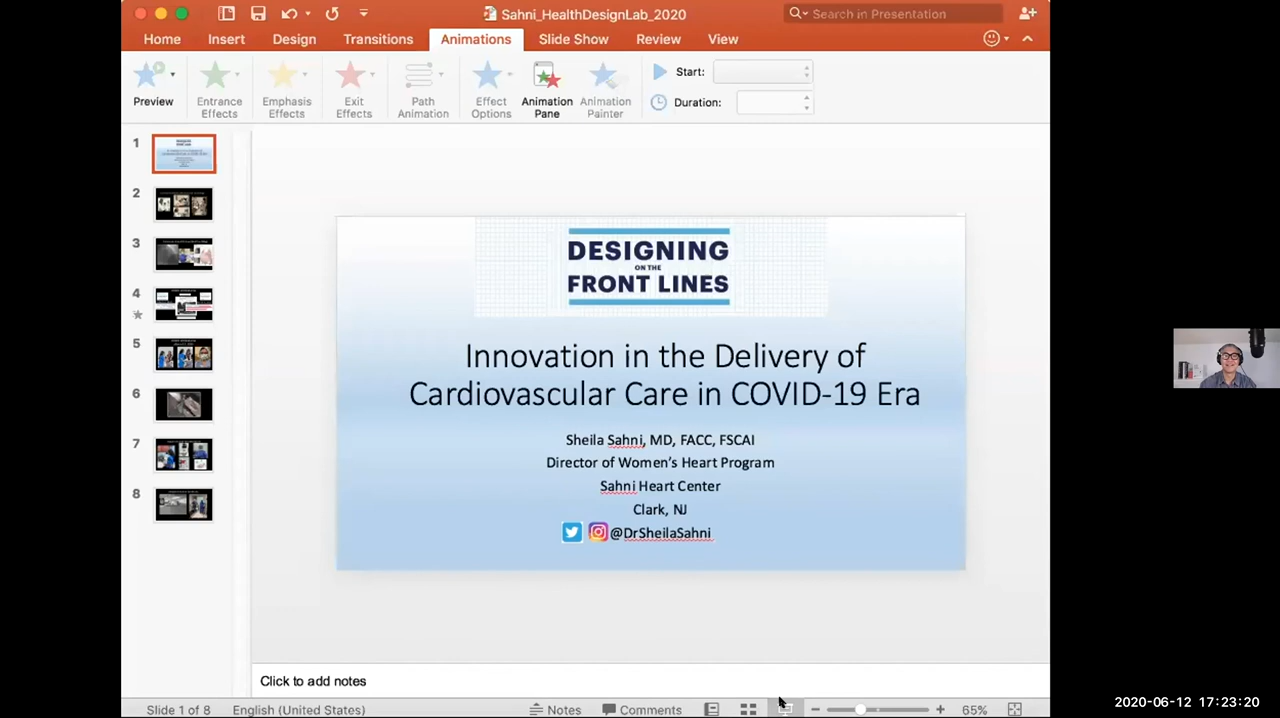 Sahni_HealthDesignLab_2020
Search in Presentation
Home Insert Design Transitions Animations Slide Show Review View
Preview
Entrance Effects
Emphasis Effects
Exit Effects
Path Animation
Effect Options
Animation Pane
Animation Painter
Start:
Duration:
1
2
3
4
5
6
7
8
DESIGNING
ON THE
FRONT LINES
Innovation in the Delivery of
Cardiovascular Care in COVID-19 Era
Sheila Sahni, MD, FACC, FSCAI
Director of Women’s Heart Program
Sahni Heart Center
Clark, NJ
@DrSheilaSahni
Click to add notes
Slide 1 of 8 English (United States) Notes Comments 65%
2020-06-12 17:23:20